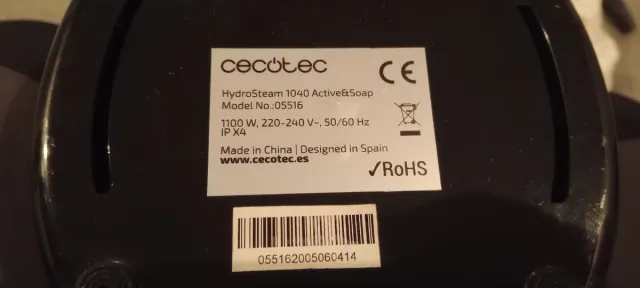 cecotec
CE
HydroSteam 1040 Active&Soap
Model No.:05516
1100 W, 220-240 V~, 50/60 Hz
IP X4
Made in China | Designed in Spain
www.cecotec.es
✓RoHS
055162005060414